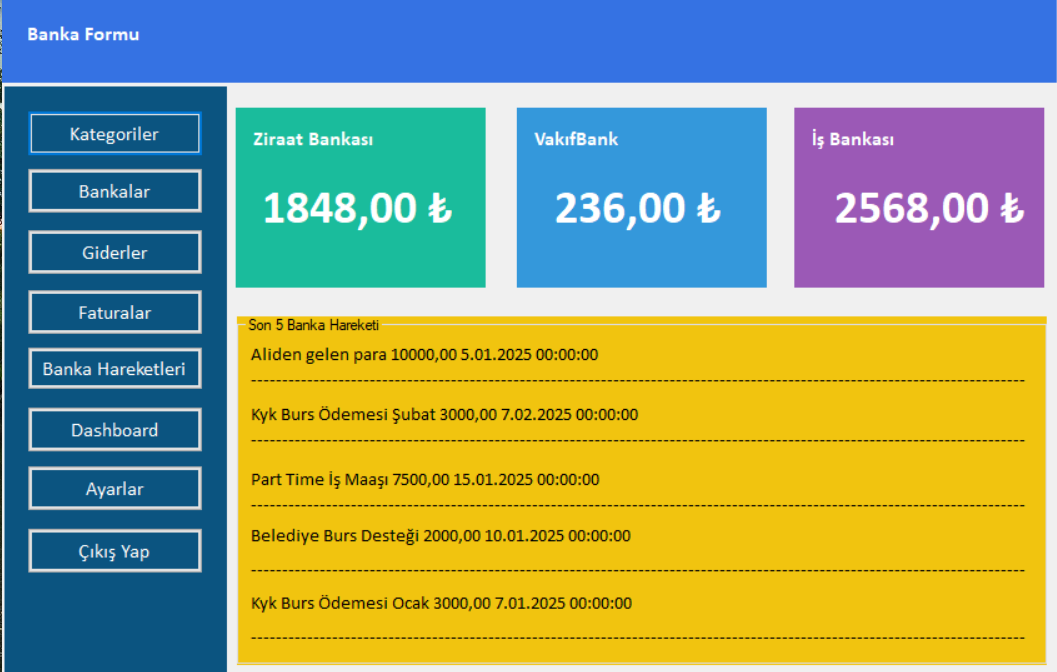 Banka Formu
Kategoriler
Bankalar
Giderler
Faturalar
Banka Hareketleri
Dashboard
Ayarlar
Çıkış Yap
Ziraat Bankası
1848,00 ₺
VakıfBank
236,00 ₺
İş Bankası
2568,00 ₺
Son 5 Banka Hareketi
Aliden gelen para 10000,00 5.01.2025 00:00:00
Kyk Burs Ödemesi Şubat 3000,00 7.02.2025 00:00:00
Part Time İş Maaşı 7500,00 15.01.2025 00:00:00
Belediye Burs Desteği 2000,00 10.01.2025 00:00:00
Kyk Burs Ödemesi Ocak 3000,00 7.01.2025 00:00:00